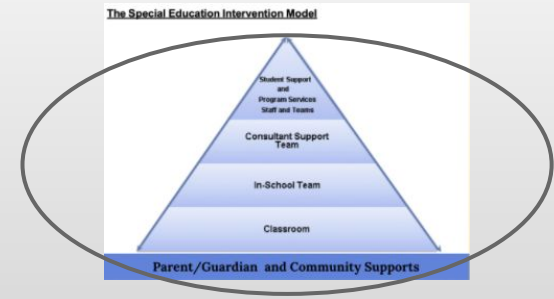 The Special Education Intervention Model
Student Support
and
Program Services
Staff and Teams
Consultant Support
Team
In-School Team
Classroom
Parent/Guardian and Community Supports